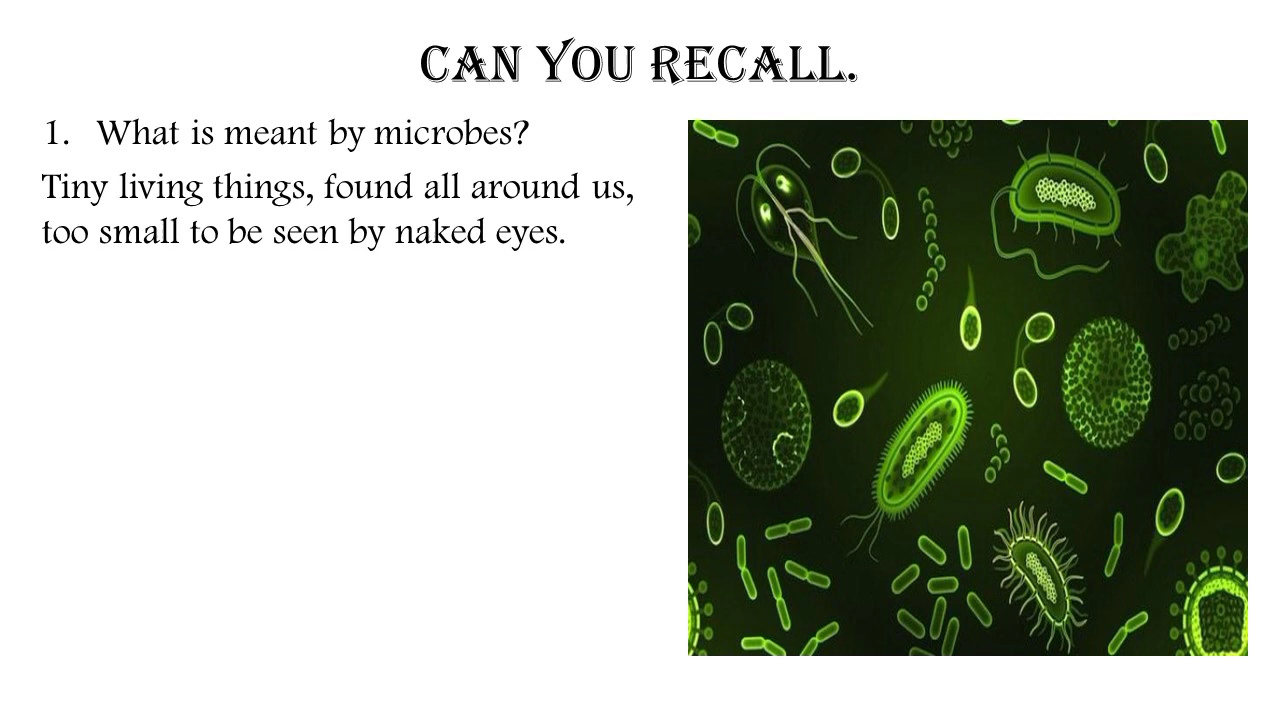 CAN YOU RECALL.
1. What is meant by microbes?
Tiny living things, found all around us,
too small to be seen by naked eyes.